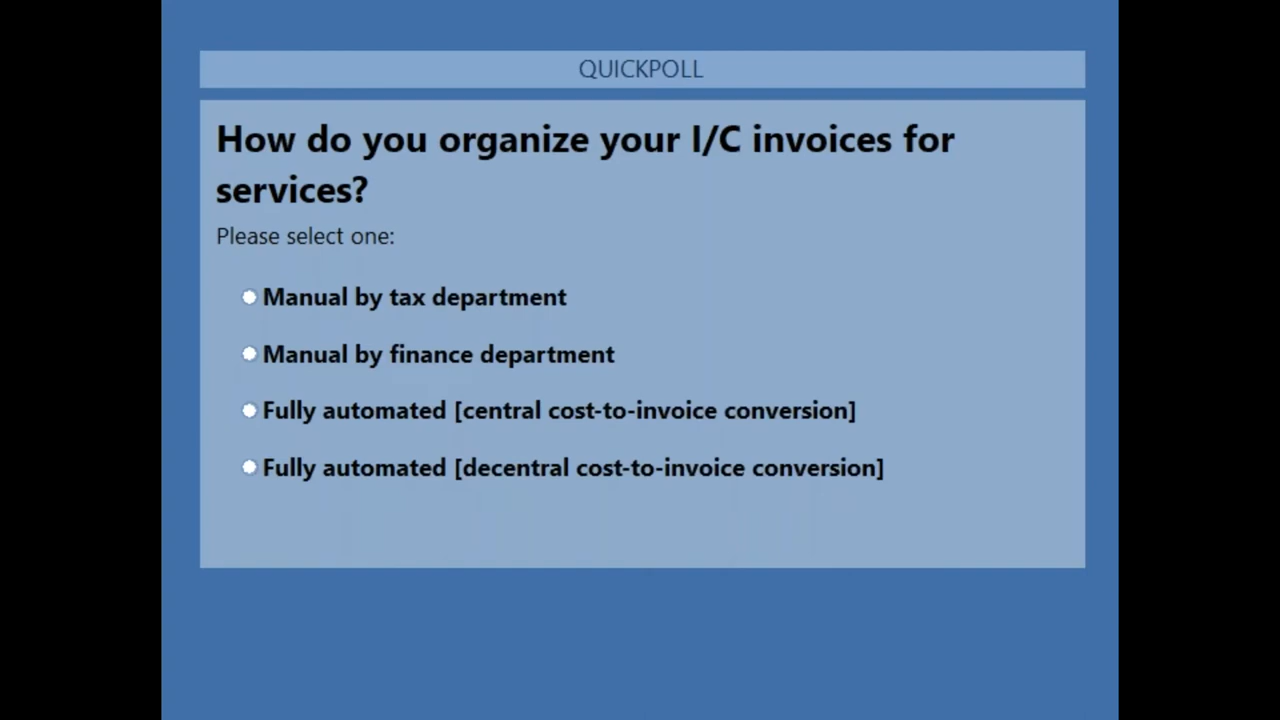 QUICKPOLL
How do you organize your I/C invoices for
services?
Please select one:
Manual by tax department
Manual by finance department
Fully automated [central cost-to-invoice conversion]
Fully automated [decentral cost-to-invoice conversion]